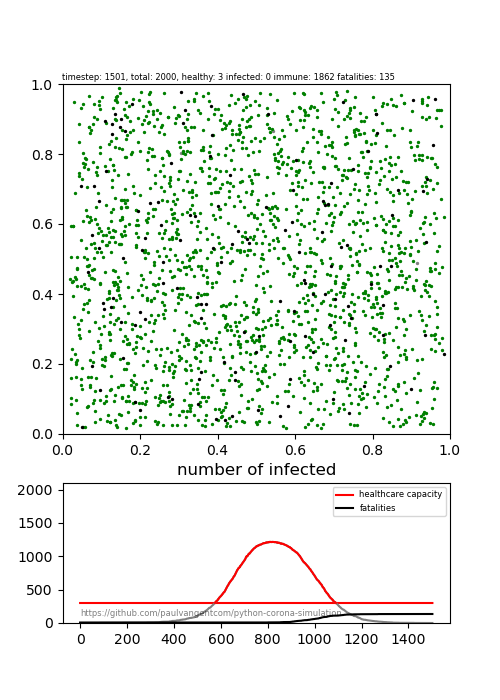 timestep: 1501, total: 2000, healthy: 3 infected: 0 immune: 1862 fatalities: 135
1.0
0.8
0.6
0.4
0.2
0.0
0.0 0.2 0.4 0.6 0.8 1.0
number of infected
2000
1500
1000
500
0
healthcare capacity
fatalities
https://github.com/paulvangentcom/python-corona-simulation
0 200 400 600 800 1000 1200 1400